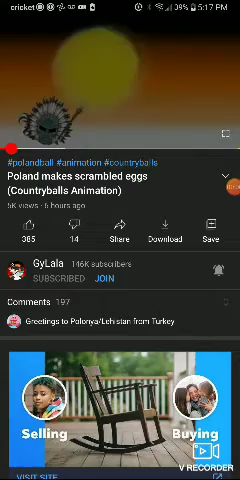 cricket 39% 5:17 PM
#polandball #animation #countryballs
Poland makes scrambled eggs
(Countryballs Animation)
5K views · 6 hours ago
385 14 Share Download Save
GyLala 146K subscribers
SUBSCRIBED JOIN
Comments 197
Greetings to Polonya/Lehistan from Turkey
Selling Buying
V RECORDER
VISIT SITE